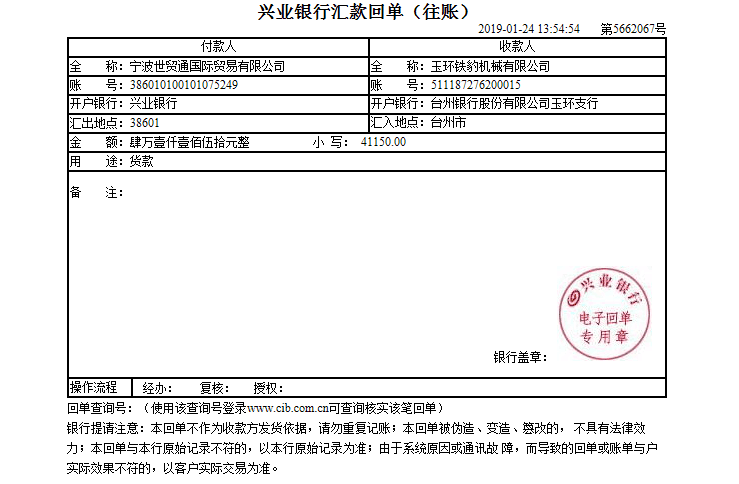 兴业银行汇款回单（往账）
2019-01-24 13:54:54 第5662067号
付款人 收款人
全 称：宁波世贸通国际贸易有限公司 全 称：玉环铁豹机械有限公司
账 号：386010100101075249 账 号：511187276200015
开户银行：兴业银行 开户银行：台州银行股份有限公司玉环支行
汇出地点：38601 汇入地点：台州市
金 额：肆万壹仟壹佰伍拾元整 小 写： 41150.00
用 途：货款
备 注：
兴业银行
电子回单
专用章
银行盖章：
操作流程 经办： 复核： 授权：
回单查询号：（使用该查询号登录www.cib.com.cn可查询核实该笔回单）
银行提请注意：本回单不作为收款方发货依据，请勿重复记账；本回单被伪造、变造、篡改的， 不具有法律效
力；本回单与本行原始记录不符的，以本行原始记录为准；由于系统原因或通讯故 障，而导致的回单或账单与户
实际效果不符的，以客户实际交易为准。